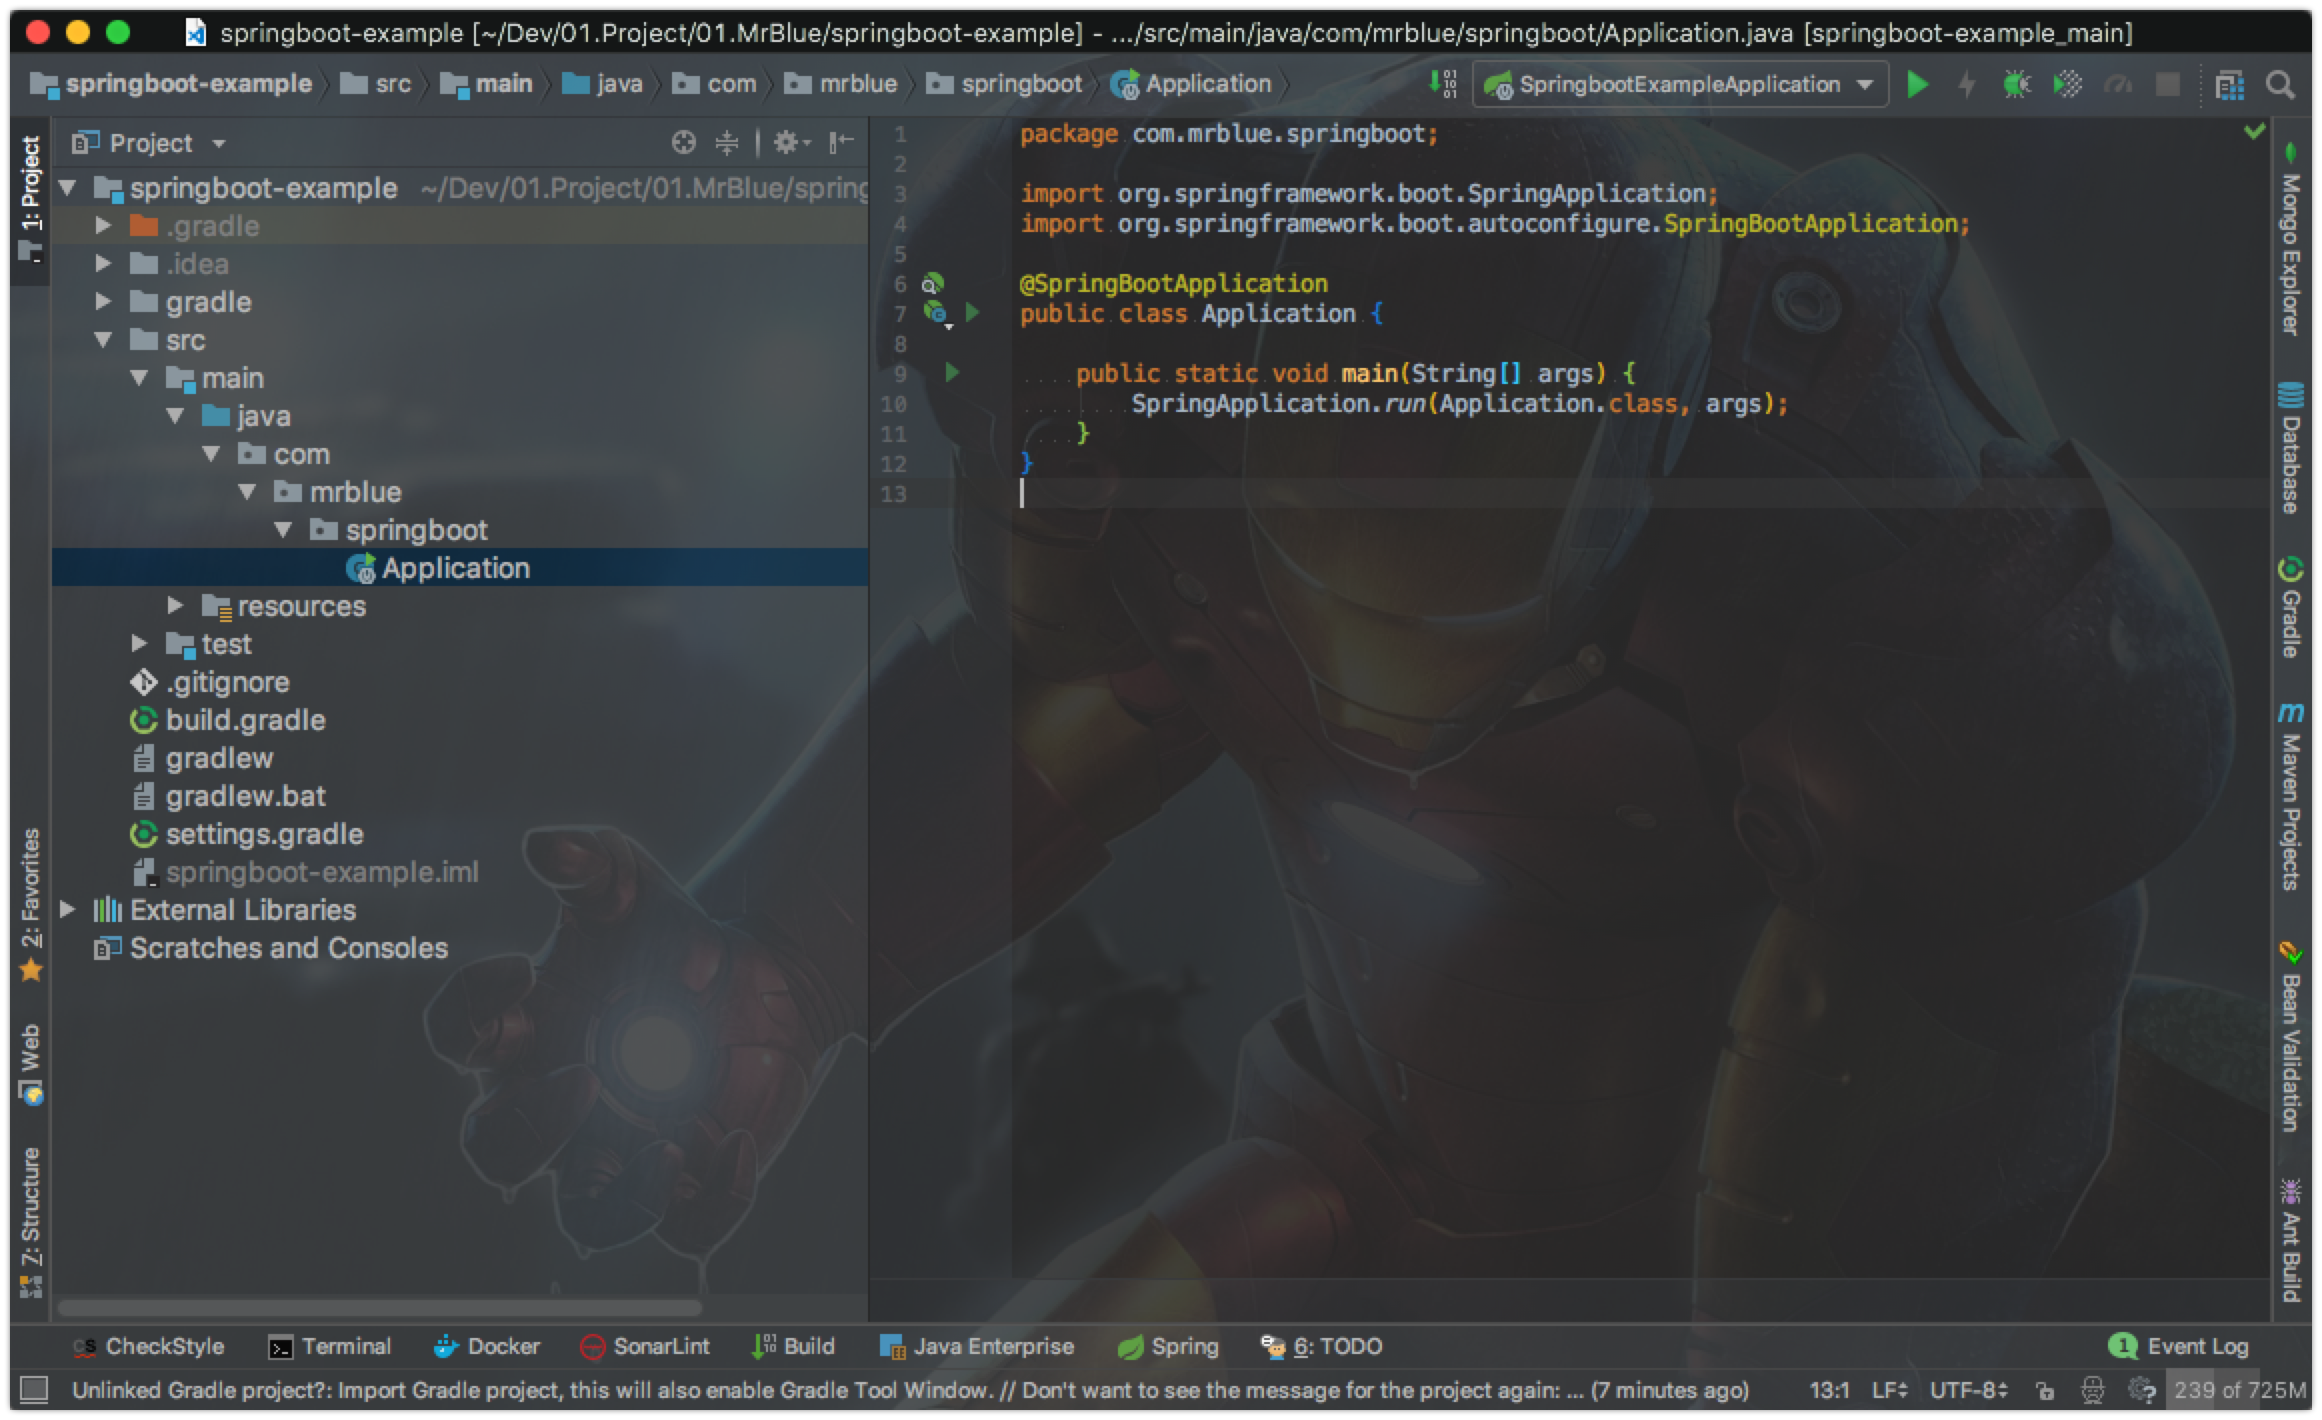 springboot-example [~/Dev/01.Project/01.MrBlue/springboot-example] - .../src/main/java/com/mrblue/springboot/Application.java [springboot-example_main]
springboot-example src main java com mrblue springboot Application SpringbootExampleApplication
1: Project
2: Favorites
Web
7: Structure
Project
springboot-example ~/Dev/01.Project/01.MrBlue/spring
.gradle
.idea
gradle
src
main
java
com
mrblue
springboot
Application
resources
test
.gitignore
build.gradle
gradlew
gradlew.bat
settings.gradle
springboot-example.iml
External Libraries
Scratches and Consoles
1 package com.mrblue.springboot;
2
3 import org.springframework.boot.SpringApplication;
4 import org.springframework.boot.autoconfigure.SpringBootApplication;
5
6 @SpringBootApplication
7 public class Application {
8
9 public static void main(String[] args) {
10 SpringApplication.run(Application.class, args);
11 }
12 }
13
Mongo Explorer
Database
Gradle
Maven Projects
Bean Validation
Ant Build
CheckStyle Terminal Docker SonarLint Build Java Enterprise Spring 6: TODO 1 Event Log
Unlinked Gradle project?: Import Gradle project, this will also enable Gradle Tool Window. // Don't want to see the message for the project again: ... (7 minutes ago) 13:1 LF UTF-8 239 of 725M